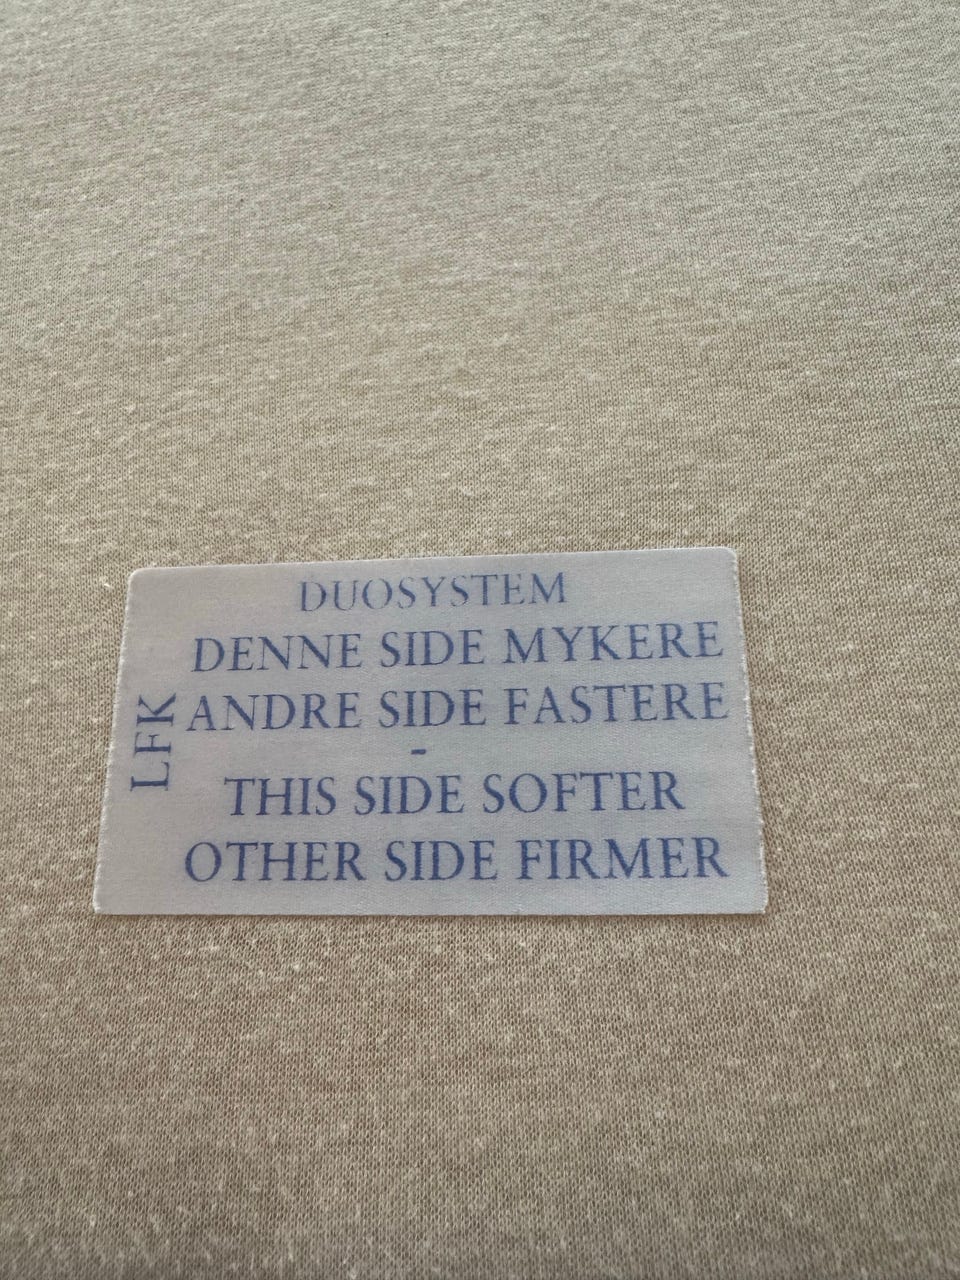 DUOSYSTEM
DENNE SIDE MYKERE
ANDRE SIDE FASTERE
-
THIS SIDE SOFTER
OTHER SIDE FIRMER
LFK